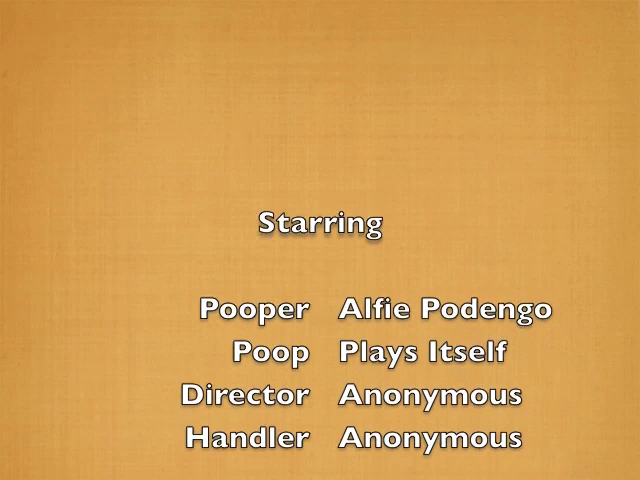 Starring
Pooper Alfie Podengo
Poop Plays Itself
Director Anonymous
Handler Anonymous